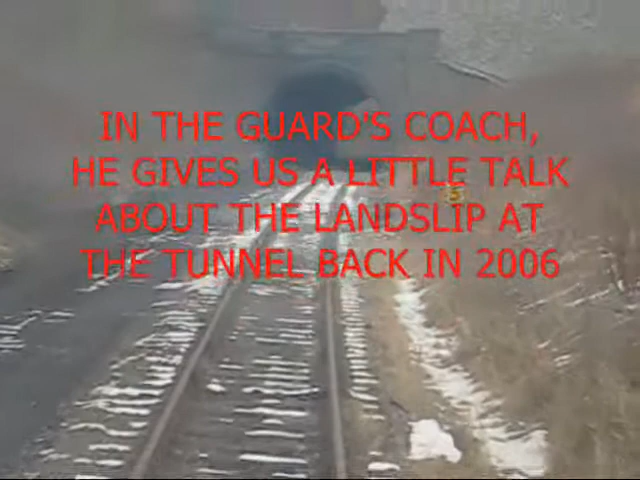 IN THE GUARD'S COACH,
HE GIVES US A LITTLE TALK
ABOUT THE LANDSLIP AT
THE TUNNEL BACK IN 2006